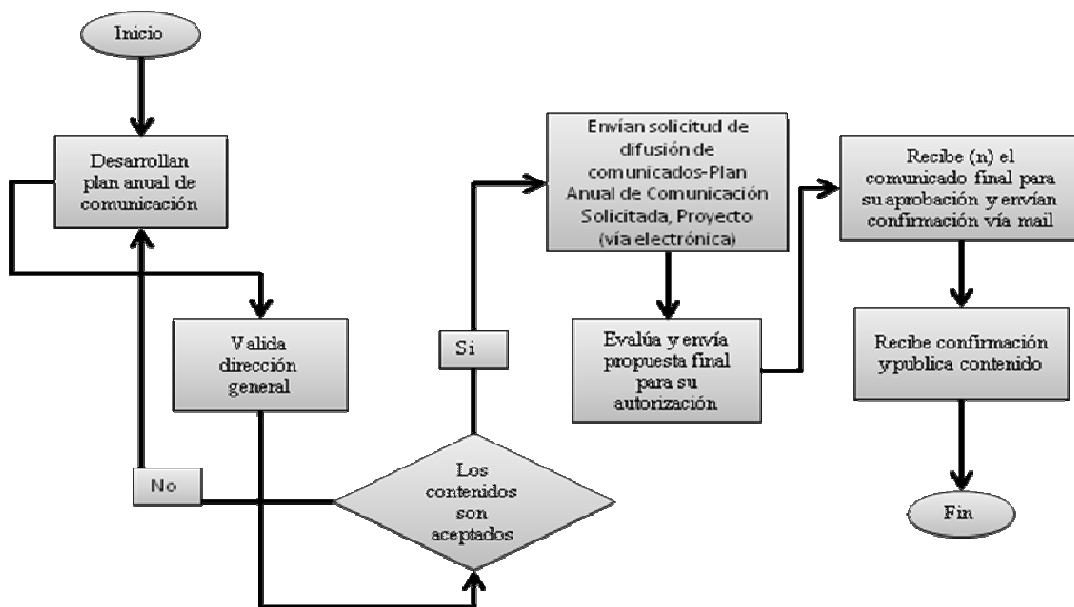 Inicio
Desarrollan
plan anual de
comunicación
Valida
dirección
general
No
Los
contenidos
son
aceptados
Si
Envían solicitud de
difusión de
comunicados-Plan
Anual de Comunicación
Solicitada, Proyecto
(vía electrónica)
Evalúa y envía
propuesta final
para su
autorización
Recibe (n) el
comunicado final para
su aprobación y envían
confirmación vía mail
Recibe confirmación
y publica contenido
Fin